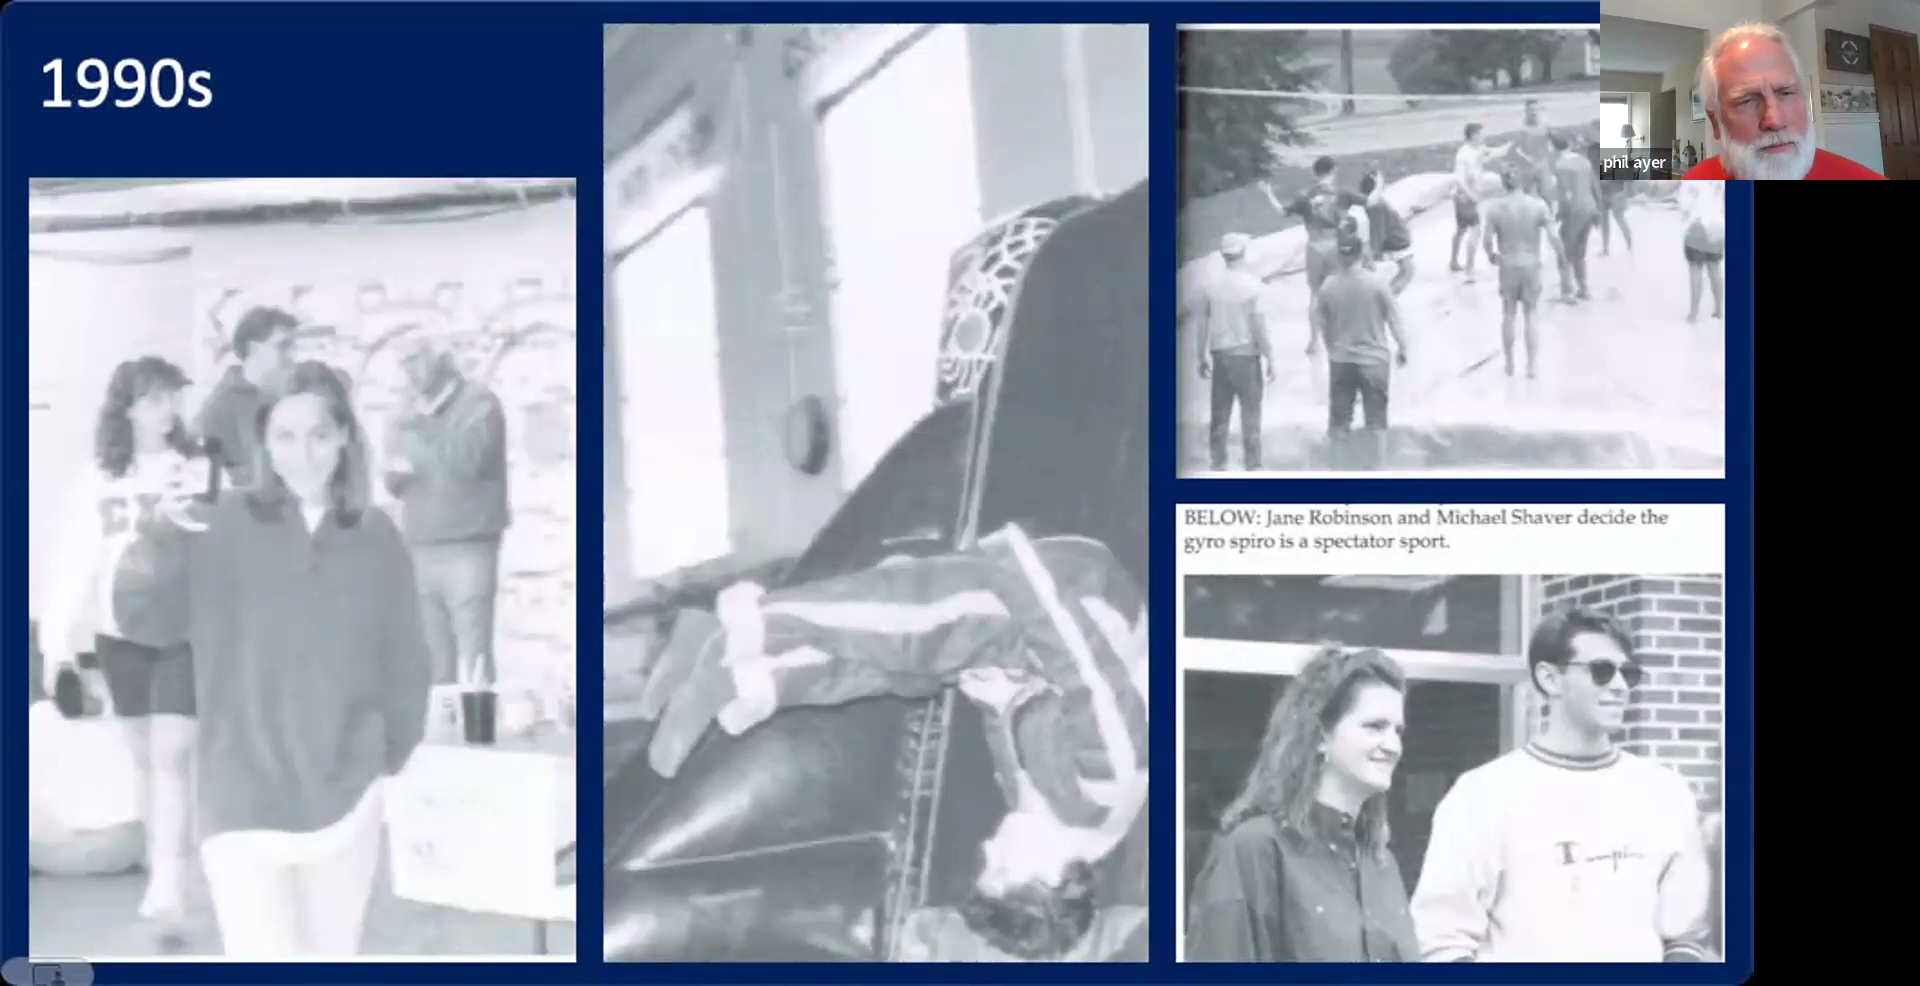 1990s
phil ayer
BELOW: Jane Robinson and Michael Shaver decide the
gyro spiro is a spectator sport.